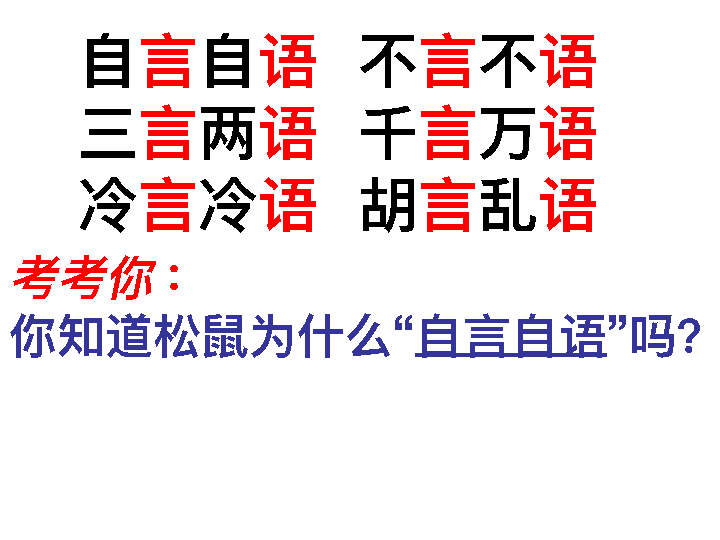 自言自语 不言不语
三言两语 千言万语
冷言冷语 胡言乱语
考考你：
你知道松鼠为什么“自言自语”吗?